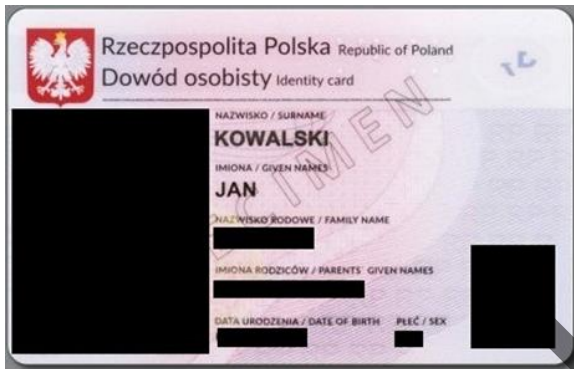 Rzeczpospolita Polska Republic of Poland
Dowód osobisty Identity card
NAZWISKO / SURNAME
KOWALSKI
IMIONA / GIVEN NAMES
JAN
NAZWISKO RODOWE / FAMILY NAME
IMIONA RODZICÓW / PARENTS' GIVEN NAMES
DATA URODZENIA / DATE OF BIRTH PŁEĆ / SEX